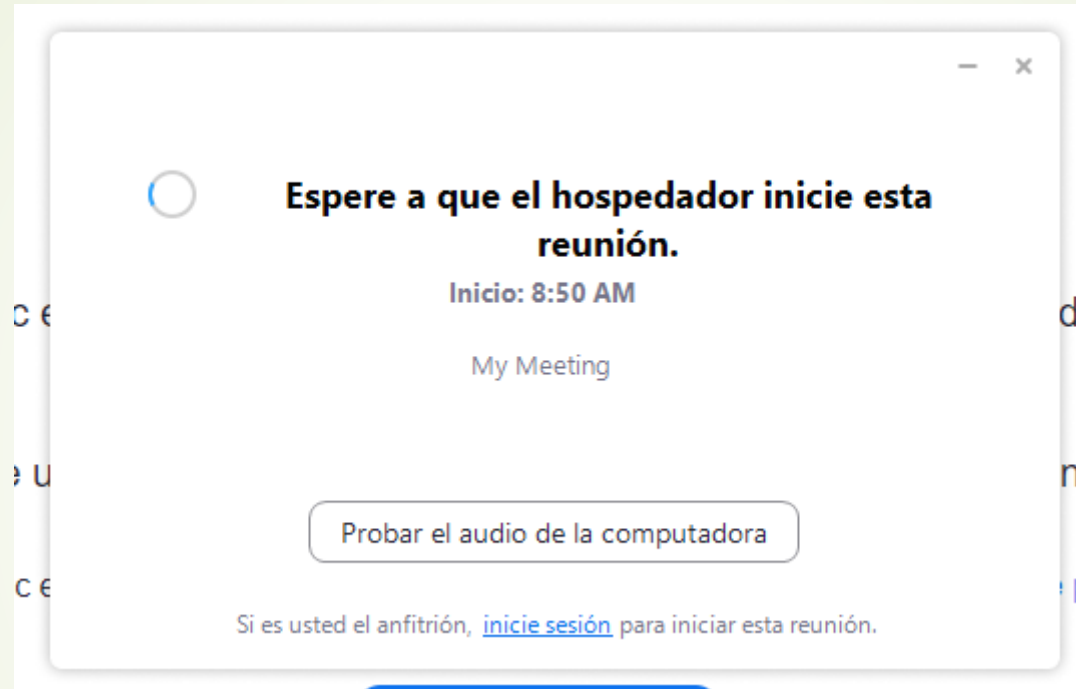 Espere a que el hospedador inicie esta
reunión.
Inicio: 8:50 AM
My Meeting
Probar el audio de la computadora
Si es usted el anfitrión, inicie sesión para iniciar esta reunión.